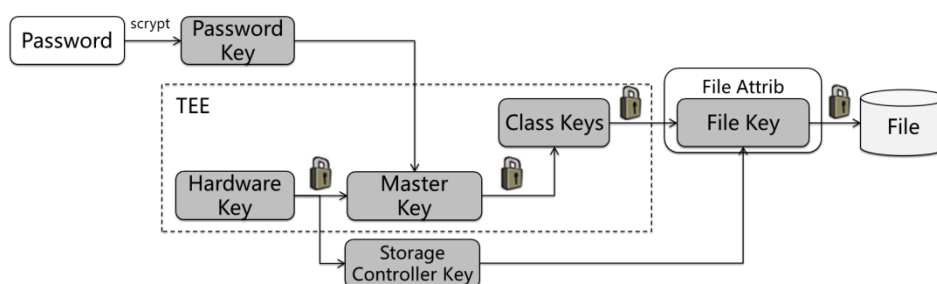 Password
scrypt
Password
Key
TEE
Class Keys
File Attrib
File Key
File
Hardware
Key
Master
Key
Storage
Controller Key